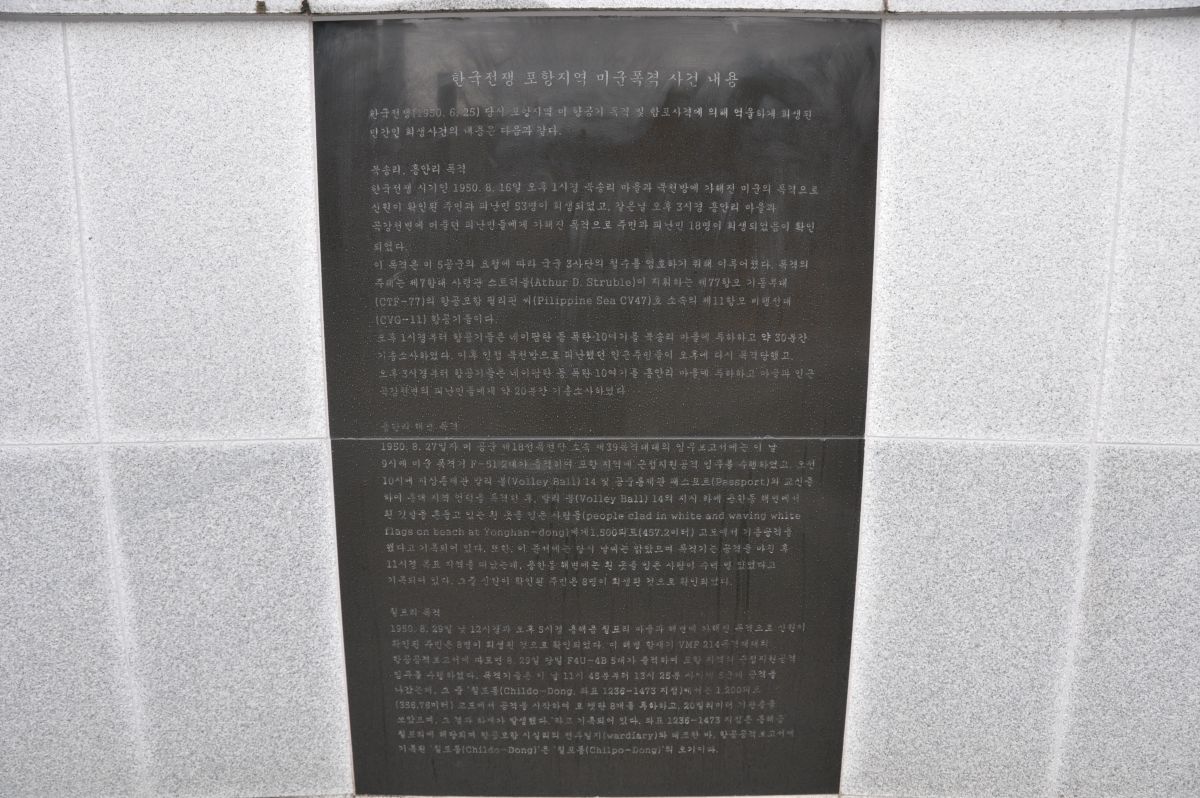 한국전쟁 포항지역 미군폭격 사건 내용
한국전쟁(1950. 6. 25) 당시 포항지역 미 항공기 폭격 및 함포사격에 의해 억울하게 희생된
민간인 희생사건의 내용은 다음과 같다.
북송리, 흥안리 폭격
한국전쟁 시기인 1950. 8. 16일 오후 1시경 북송리 마을과 북천방에 가해진 미군의 폭격으로
신원이 확인된 주민과 피난민 53명이 희생되었고, 같은날 오후 3시경 흥안리 마을과
곡강천변에 머물던 피난민들에게 가해진 폭격으로 주민과 피난민 18명이 희생되었음이 확인
되었다.
이 폭격은 미 5공군의 요청에 따라 국군 3사단의 철수를 엄호하기 위해 이루어졌다. 폭격의
주체는 제7함대 사령관 스트러블(Athur D. Struble)이 지휘하는 제77항모 기동부대
(CTF-77)의 항공모함 필리핀 씨(Pilippine Sea CV47)호 소속의 제11항모 비행전대
(CVG-11) 항공기들이다.
오후 1시경부터 항공기들은 네이팜탄 등 폭탄 10여기를 북송리 마을에 투하하고 약 30분간
기총소사하였다. 이후 인접 북천방으로 피난했던 인근주민들이 오후에 다시 폭격당했고,
오후 3시경부터 항공기들은 네이팜탄 등 폭탄 10여기를 흥안리 마을에 투하하고 마을과 인근
곡강천변의 피난민들에게 약 20분간 기총소사하였다.
용한리 해변 폭격
1950. 8. 27일자 미 공군 제18전폭전단 소속 제39폭격대대의 임무보고서에는 이 날
9시에 미군 폭격기 F-51 2대가 출격하여 포항 지역에 근접지원공격 임무를 수행하였고, 오전
10시에 지상통제관 발리 볼(Volley Ball) 14 및 공중통제관 패스포트(Passport)와 교신을
하여 목표 지역 언덕을 폭격한 후, 발리 볼(Volley Ball) 14의 지시 하에 용한동 해변에서
흰 깃발을 흔들고 있는 흰 옷을 입은 사람들(people clad in white and waving white
flags on beach at Yonghan-dong)에게 1,500피트(457.2미터) 고도에서 기총공격을
했다고 기록되어 있다. 또한, 이 문서에는 당시 날씨는 맑았으며 폭격기는 공격을 마친 후
11시경 목표 지역을 떠났는데, 용한동 해변에는 흰 옷을 입은 사람이 수백 명 있었다고
기록되어 있다. 그들 신원이 확인된 주민은 8명이 희생된 것으로 확인되었다.
칠포리 폭격
1950. 8. 29일 낮 12시경과 오후 5시경 흥해읍 칠포리 마을과 해변에 가해진 폭격으로 신원이
확인된 주민은 8명이 희생된 것으로 확인되었다. 미 해병 항재기 VMF 214폭격대대의
항공공격보고서에 따르면 8. 29일 당일 F4U-4B 5대가 출격하여 포항 지역의 근접지원공격
임무를 수행하였다. 폭격기들은 이 날 11시 45분부터 13시 25분 사이에 5군데 공격을
나갔는데, 그 중 '칠도동(Childo-Dong, 좌표 1236-1473 지점)에서는 1,200피트
(356.76미터) 고도에서 공격을 시작하여 로켓탄 8개를 투하하고, 20밀리미터 기관총을
쏘았으며, 그 결과 화재가 발생했다.'라고 기록되어 있다. 좌표 1236-1473 지점은 흥해읍
칠포리에 해당되며 항공모함 시실리의 전투일지(wardiary)와 대조한 바, 항공공격보고서에
기록된 '칠도동(Childo-Dong)'은 '칠포동(Chilpo-Dong)'의 오기이다.